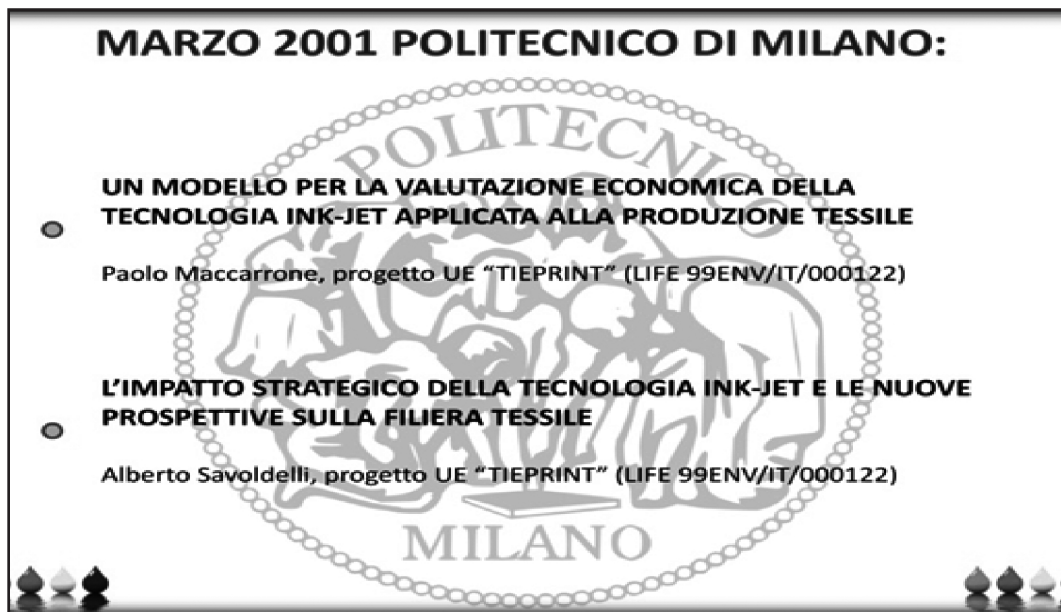 MARZO 2001 POLITECNICO DI MILANO:
POLITECNICO
UN MODELLO PER LA VALUTAZIONE ECONOMICA DELLA
TECNOLOGIA INK-JET APPLICATA ALLA PRODUZIONE TESSILE
Paolo Maccarrone, progetto UE “TIEPRINT” (LIFE 99ENV/IT/000122)
L’IMPATTO STRATEGICO DELLA TECNOLOGIA INK-JET E LE NUOVE
PROSPETTIVE SULLA FILIERA TESSILE
Alberto Savoldelli, progetto UE “TIEPRINT” (LIFE 99ENV/IT/000122)
MILANO